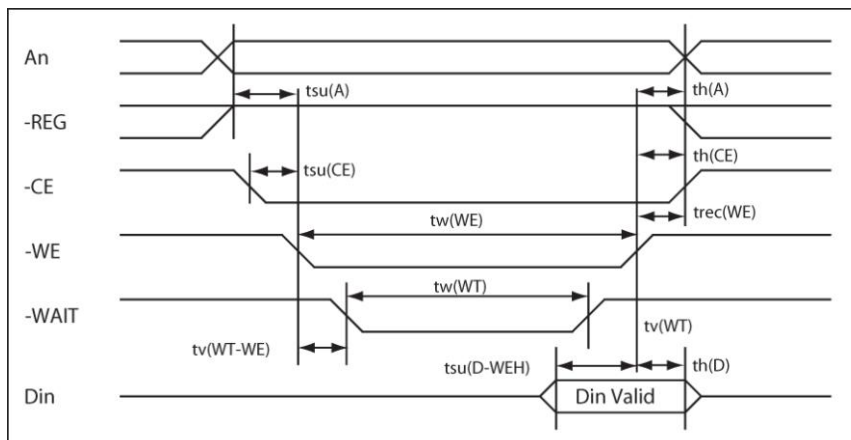 An
tsu(A)
th(A)
-REG
tsu(CE)
th(CE)
-CE
tw(WE)
trec(WE)
-WE
tw(WT)
-WAIT
tv(WT-WE)
tv(WT)
tsu(D-WEH)
th(D)
Din
Din Valid